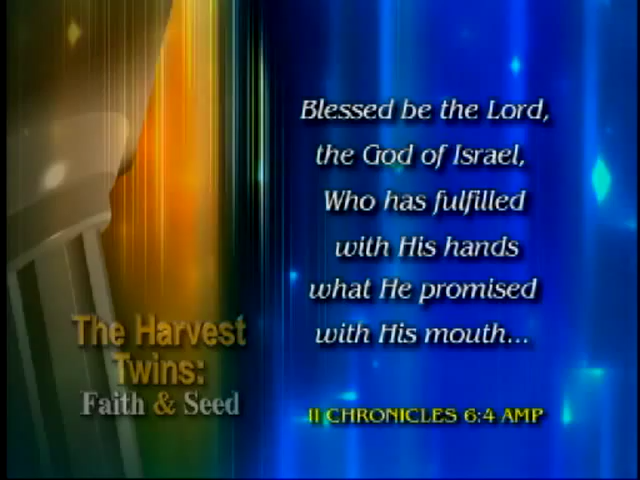 Blessed be the Lord,
the God of Israel,
Who has fulfilled
with His hands
what He promised
with His mouth...
II CHRONICLES 6:4 AMP
The Harvest
Twins:
Faith & Seed